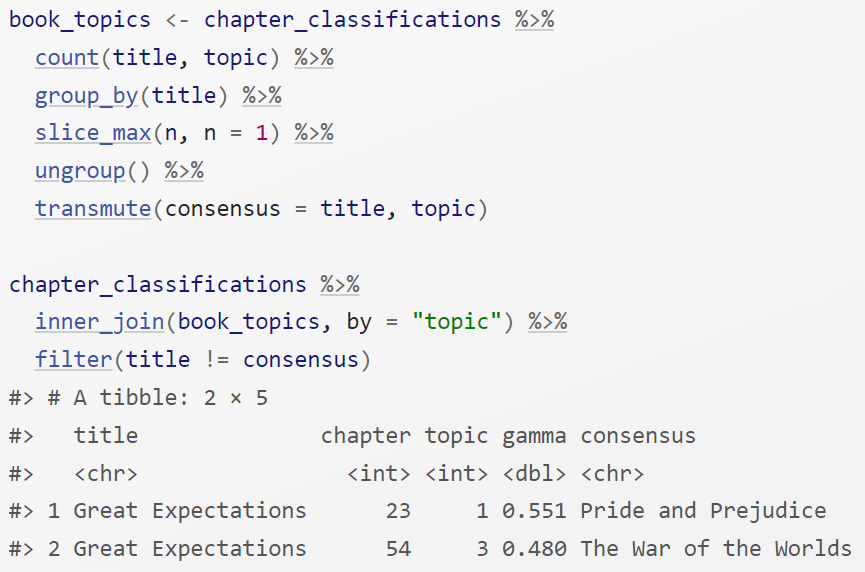 book_topics <- chapter_classifications %>%
  count(title, topic) %>%
  group_by(title) %>%
  slice_max(n, n = 1) %>%
  ungroup() %>%
  transmute(consensus = title, topic)

chapter_classifications %>%
  inner_join(book_topics, by = "topic") %>%
  filter(title != consensus)
#> # A tibble: 2 × 5
#>   title              chapter topic gamma consensus
#>   <chr>                <int> <int> <dbl> <chr>
#> 1 Great Expectations      23     1 0.551 Pride and Prejudice
#> 2 Great Expectations      54     3 0.480 The War of the Worlds